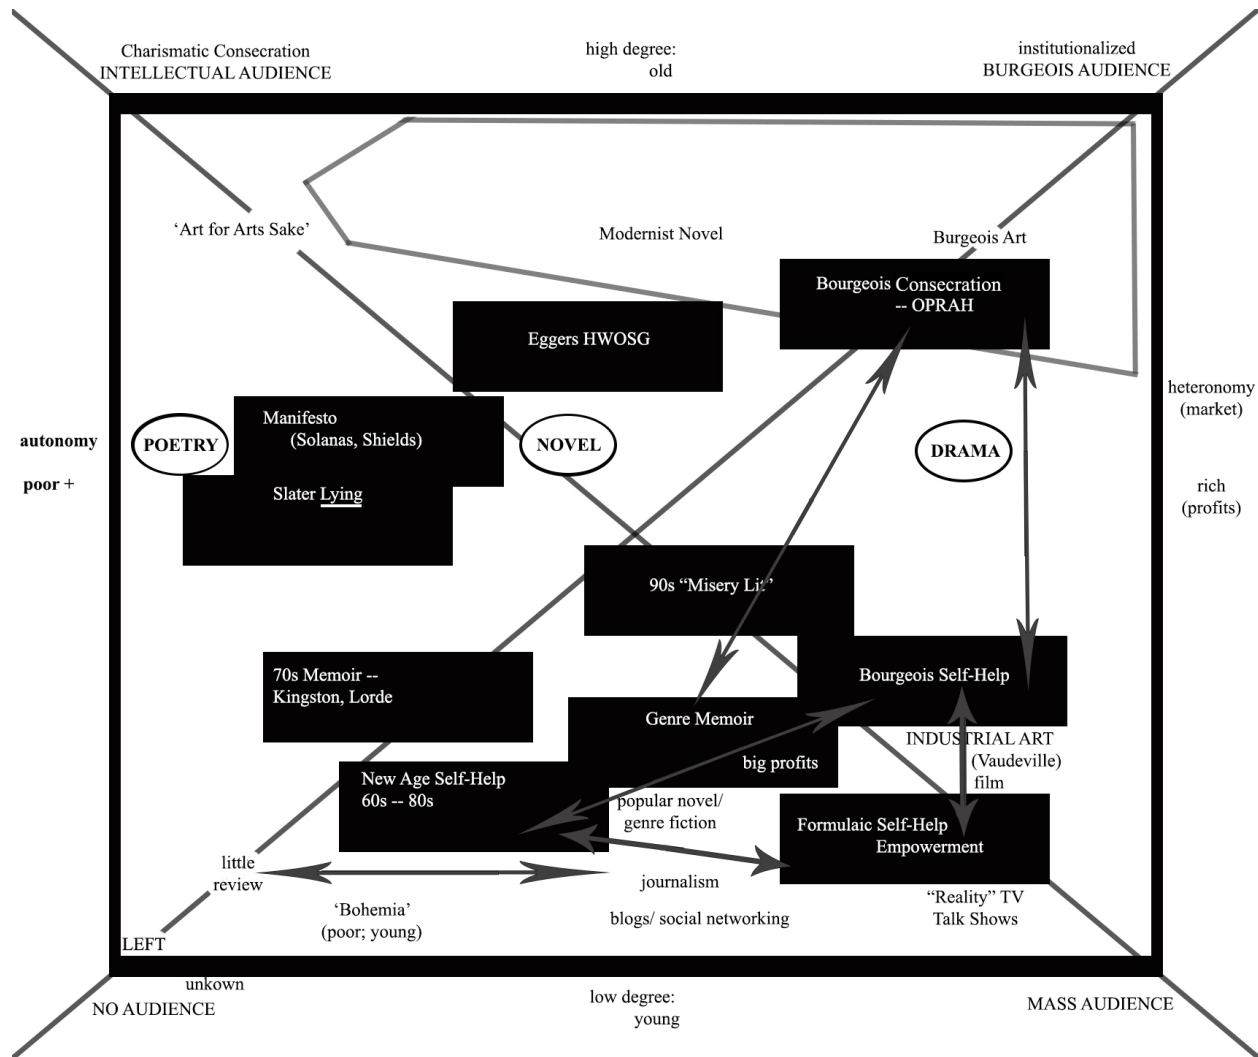 Charismatic Consecration
INTELLECTUAL AUDIENCE
high degree:
old
institutionalized
BURGEOIS AUDIENCE
‘Art for Arts Sake’
Modernist Novel
Burgeois Art
Bourgeois Consecration
-- OPRAH
Eggers HWOSG
heteronomy
(market)
autonomy
poor +
POETRY
Manifesto
(Solanas, Shields)
NOVEL
DRAMA
Slater Lying
rich
(profits)
90s “Misery Lit’
70s Memoir --
Kingston, Lorde
Bourgeois Self-Help
Genre Memoir
big profits
INDUSTRIAL ART
(Vaudeville)
film
New Age Self-Help
60s -- 80s
popular novel/
genre fiction
Formulaic Self-Help
Empowerment
little
review
journalism
‘Bohemia’
(poor; young)
blogs/ social networking
“Reality” TV
Talk Shows
LEFT
unkown
NO AUDIENCE
low degree:
young
MASS AUDIENCE